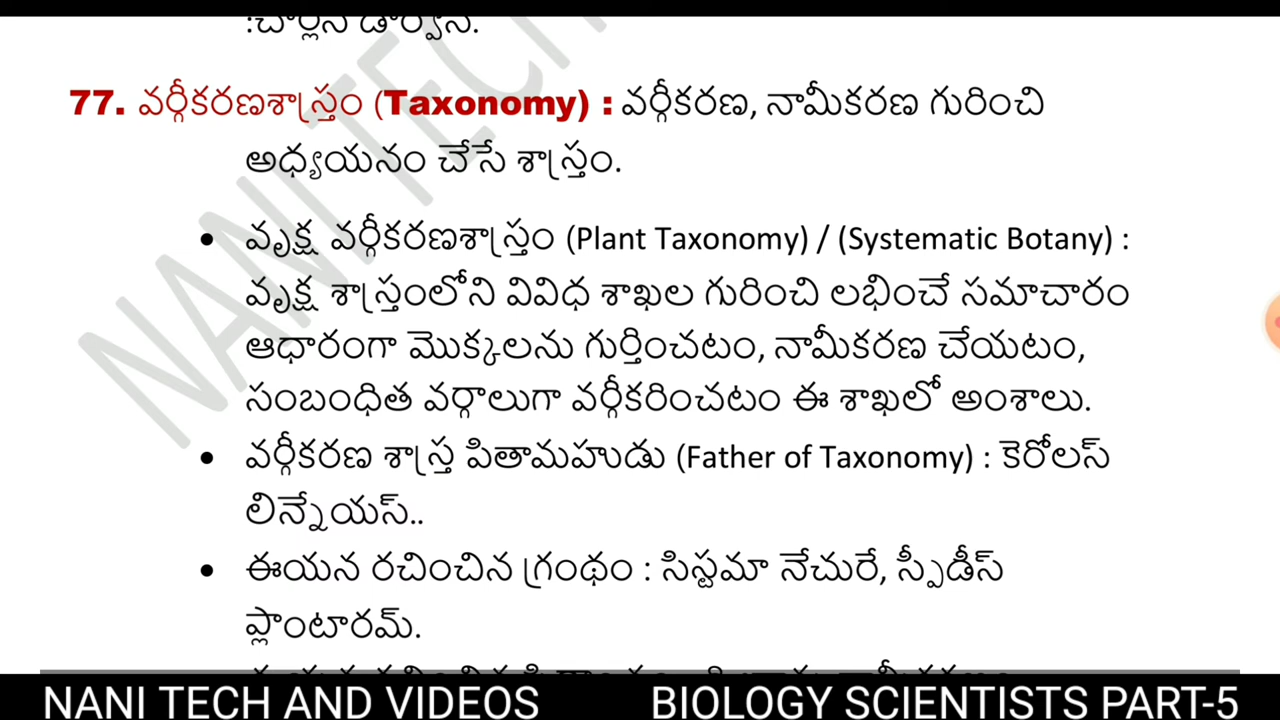 :చార్లెస్ డార్విన్.
77. వర్గీకరణశాస్త్రం (Taxonomy) : వర్గీకరణ, నామీకరణ గురించి
అధ్యయనం చేసే శాస్త్రం.
• వృక్ష వర్గీకరణశాస్త్రం (Plant Taxonomy) / (Systematic Botany) :
వృక్ష శాస్త్రంలోని వివిధ శాఖల గురించి లభించే సమాచారం
ఆధారంగా మొక్కలను గుర్తించటం, నామీకరణ చేయటం,
సంబంధిత వర్గాలుగా వర్గీకరించటం ఈ శాఖలో అంశాలు.
• వర్గీకరణ శాస్త్ర పితామహుడు (Father of Taxonomy) : కెరోలస్
లిన్నేయస్..
• ఈయన రచించిన గ్రంథం : సిస్టమా నేచురే, స్పీడీస్
ప్లాంటారమ్.
NANI TECH
NANI TECH AND VIDEOS BIOLOGY SCIENTISTS PART-5